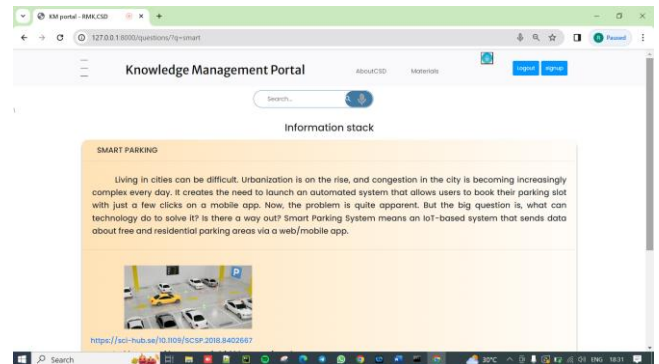 KM portal - RMK,CSD
127.0.0.1:8000/questions/?q=smart
Paused
Knowledge Management Portal
AboutCSD
Materials
Logout
signup
Search...
Information stack
SMART PARKING
Living in cities can be difficult. Urbanization is on the rise, and congestion in the city is becoming increasingly
complex every day. It creates the need to launch an automated system that allows users to book their parking slot
with just a few clicks on a mobile app. Now, the problem is quite apparent. But the big question is, what can
technology do to solve it? Is there a way out? Smart Parking System means an IoT-based system that sends data
about free and residential parking areas via a web/mobile app.
P
https://sci-hub.se/10.1109/SCSP.2018.8402667
Search
30°C
ENG
18:31